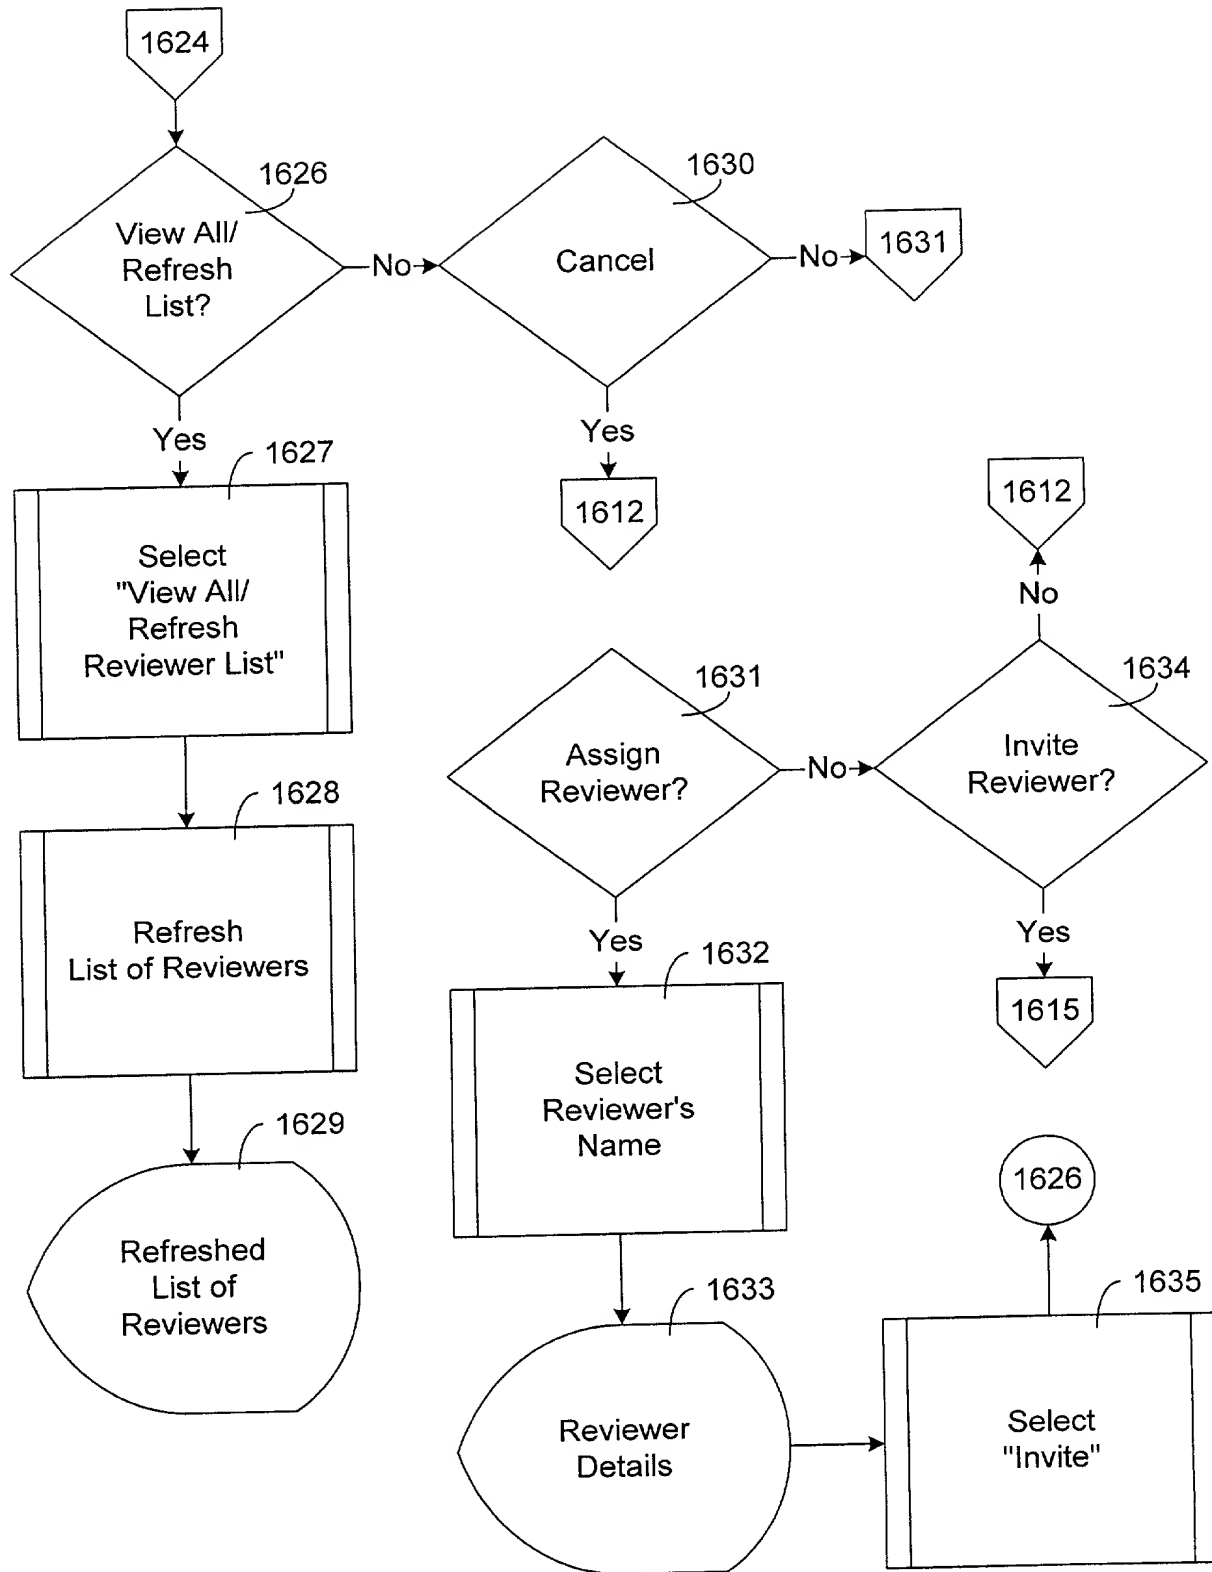 1624
1626
View All/
Refresh
List?
No
1630
Cancel
No
1631
Yes
Yes
1612
1627
Select
"View All/
Refresh
Reviewer List"
1612
No
1631
Assign
Reviewer?
No
1634
Invite
Reviewer?
1628
Refresh
List of Reviewers
Yes
Yes
1615
1632
Select
Reviewer's
Name
1629
Refreshed
List of
Reviewers
1626
1633
Reviewer
Details
1635
Select
"Invite"